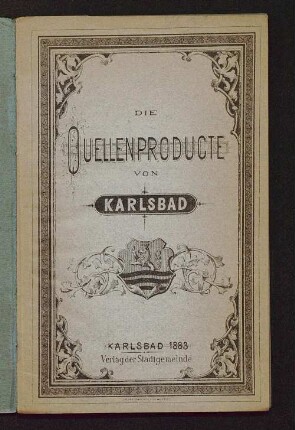 DIE
QUELLENPRODUCTE
VON
KARLSBAD
KARLSBAD 1883
Verlag der Stadtgemeinde